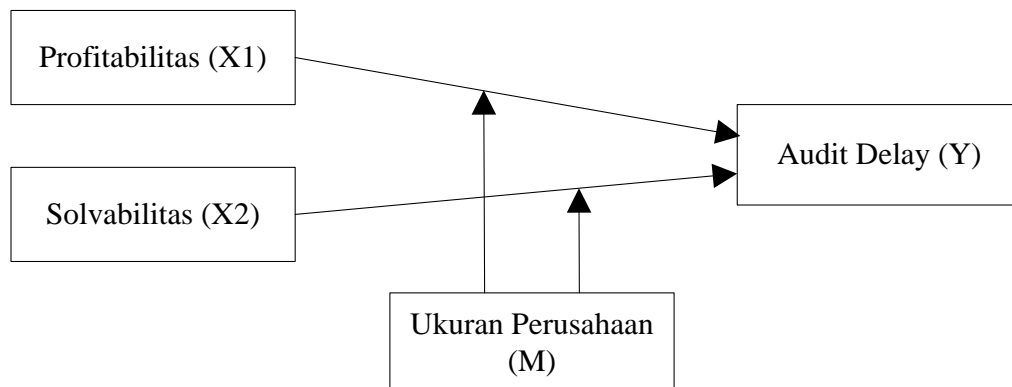 Profitabilitas (X1)
Audit Delay (Y)
Solvabilitas (X2)
Ukuran Perusahaan
(M)